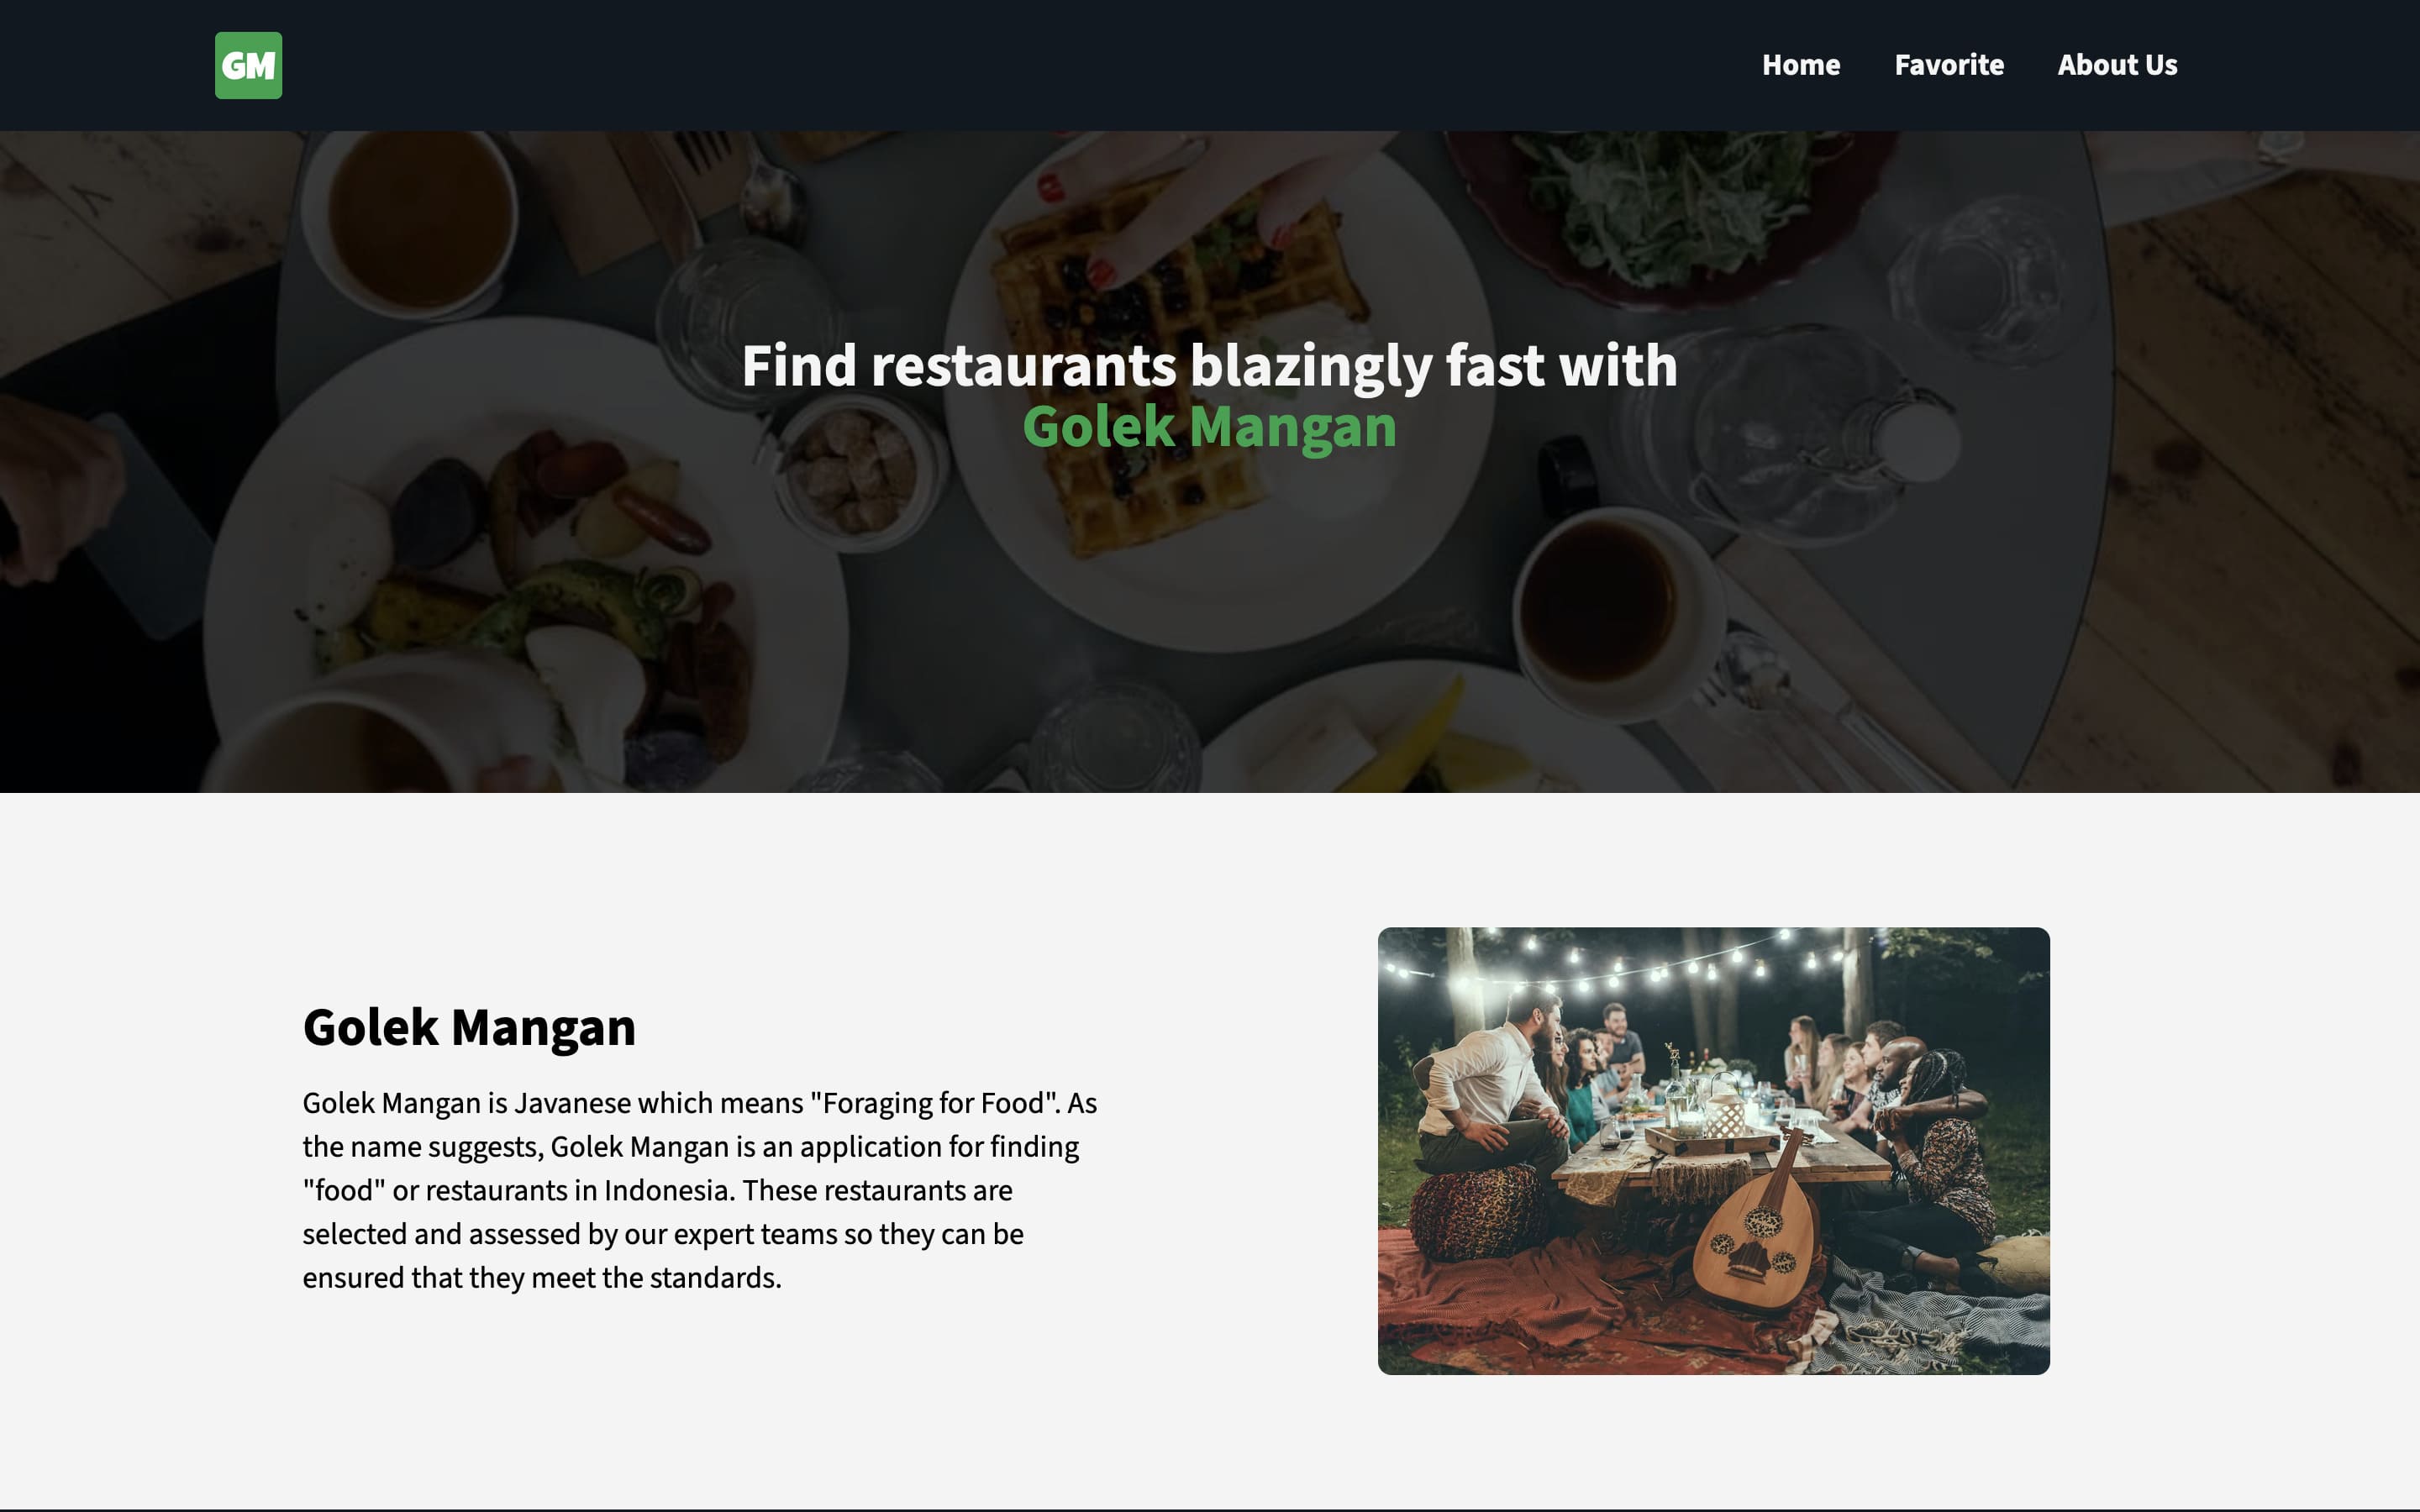 GM
Home Favorite About Us
Find restaurants blazingly fast with
Golek Mangan
Golek Mangan
Golek Mangan is Javanese which means "Foraging for Food". As
the name suggests, Golek Mangan is an application for finding
"food" or restaurants in Indonesia. These restaurants are
selected and assessed by our expert teams so they can be
ensured that they meet the standards.